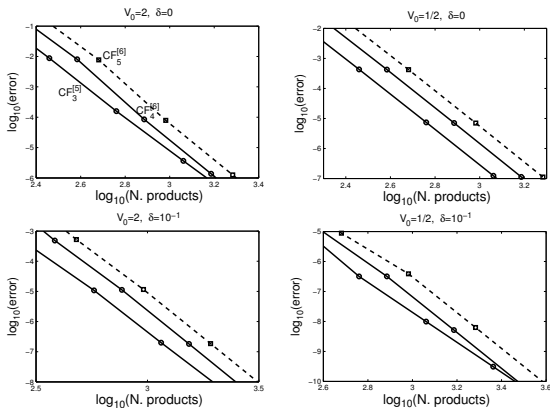 V₀=2, δ=0
−1
−2
−3
−4
−5
−6
log₁₀(error)
CF₅^[6]
CF₃^[5]
CF₄^[6]
2.4 2.6 2.8 3 3.2 3.4
log₁₀(N. products)
V₀=1/2, δ=0
−2
−3
−4
−5
−6
−7
log₁₀(error)
2.4 2.6 2.8 3 3.2
log₁₀(N. products)
V₀=2, δ=10⁻¹
−3
−4
−5
−6
−7
−8
log₁₀(error)
2.5 3 3.5
log₁₀(N. products)
V₀=1/2, δ=10⁻¹
−5
−6
−7
−8
−9
−10
log₁₀(error)
2.6 2.8 3 3.2 3.4 3.6
log₁₀(N. products)